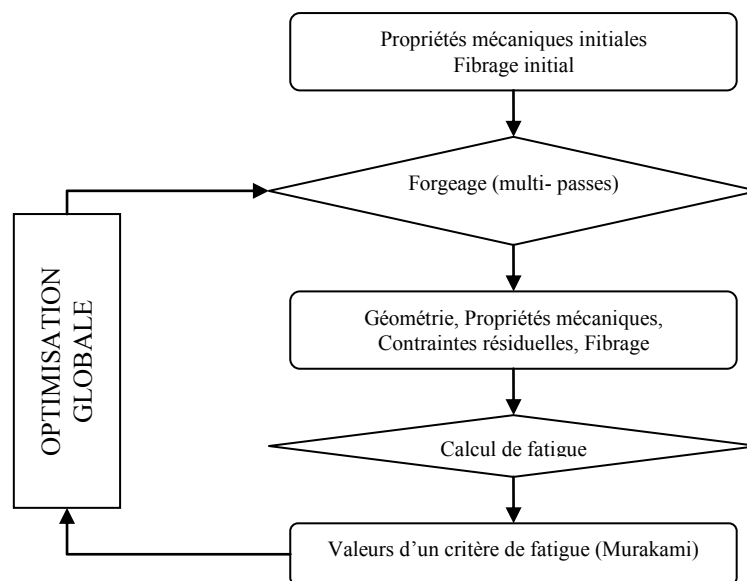 Propriétés mécaniques initiales
Fibrage initial
Forgeage (multi- passes)
Géométrie, Propriétés mécaniques,
Contraintes résiduelles, Fibrage
Calcul de fatigue
Valeurs d'un critère de fatigue (Murakami)
OPTIMISATION
GLOBALE